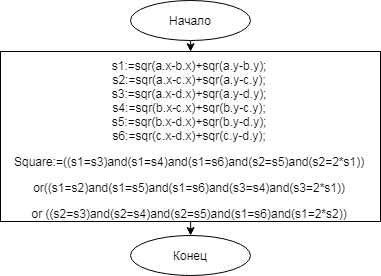 Начало
s1:=sqr(a.x-b.x)+sqr(a.y-b.y);
s2:=sqr(a.x-c.x)+sqr(a.y-c.y);
s3:=sqr(a.x-d.x)+sqr(a.y-d.y);
s4:=sqr(b.x-c.x)+sqr(b.y-c.y);
s5:=sqr(b.x-d.x)+sqr(b.y-d.y);
s6:=sqr(c.x-d.x)+sqr(c.y-d.y);
Square:=((s1=s3)and(s1=s4)and(s1=s6)and(s2=s5)and(s2=2*s1))
or((s1=s2)and(s1=s5)and(s1=s6)and(s3=s4)and(s3=2*s1))
or ((s2=s3)and(s2=s4)and(s2=s5)and(s1=s6)and(s1=2*s2))
Конец